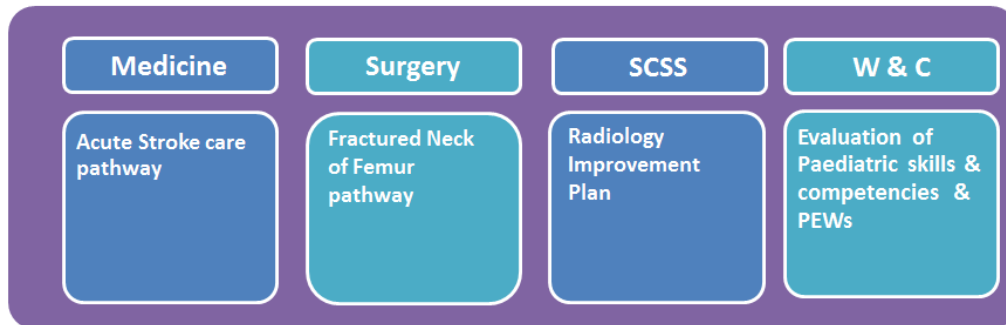 Medicine
Surgery
SCSS
W & C
Acute Stroke care
pathway
Fractured Neck
of Femur
pathway
Radiology
Improvement
Plan
Evaluation of
Paediatric skills &
competencies &
PEWs